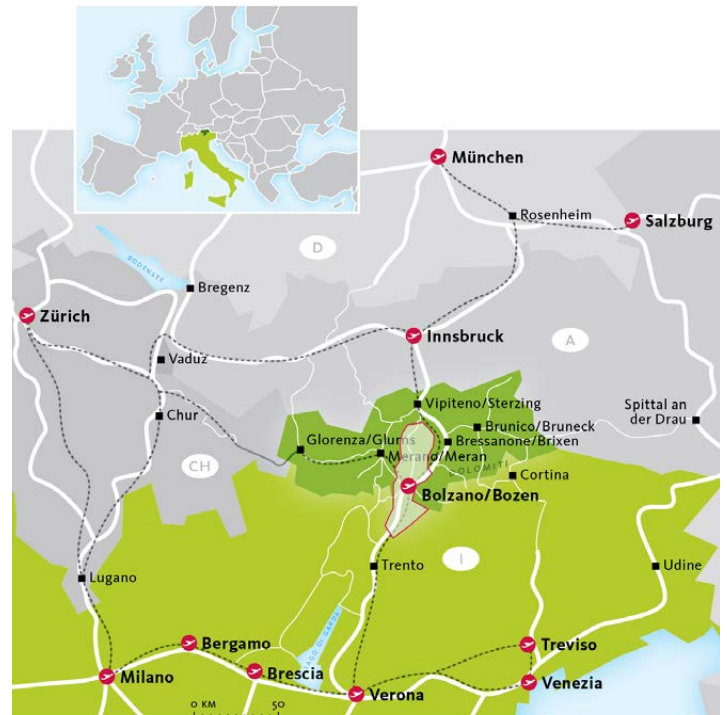 München
Rosenheim
Salzburg
D
BODENSEE
Bregenz
Zürich
Innsbruck
A
Vaduz
Vipiteno/Sterzing
Chur
Brunico/Bruneck
Spittal an
der Drau
Glorenza/Glurns
Bressanone/Brixen
Merano/Meran
CH
DOLOMITI
Cortina
Bolzano/Bozen
Trento
I
Udine
Lugano
Bergamo
Treviso
LAGO DI GARDA
Milano
Brescia
Venezia
Verona
0 KM 50